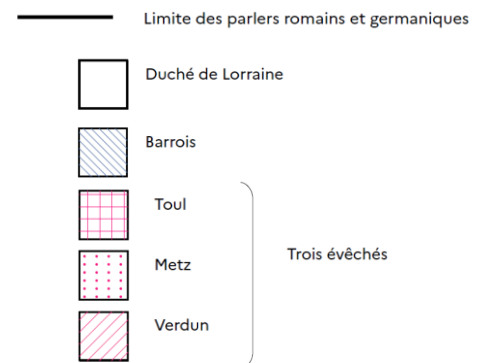 Limite des parlers romains et germaniques
Duché de Lorraine
Barrois
Toul
Metz
Trois évêchés
Verdun